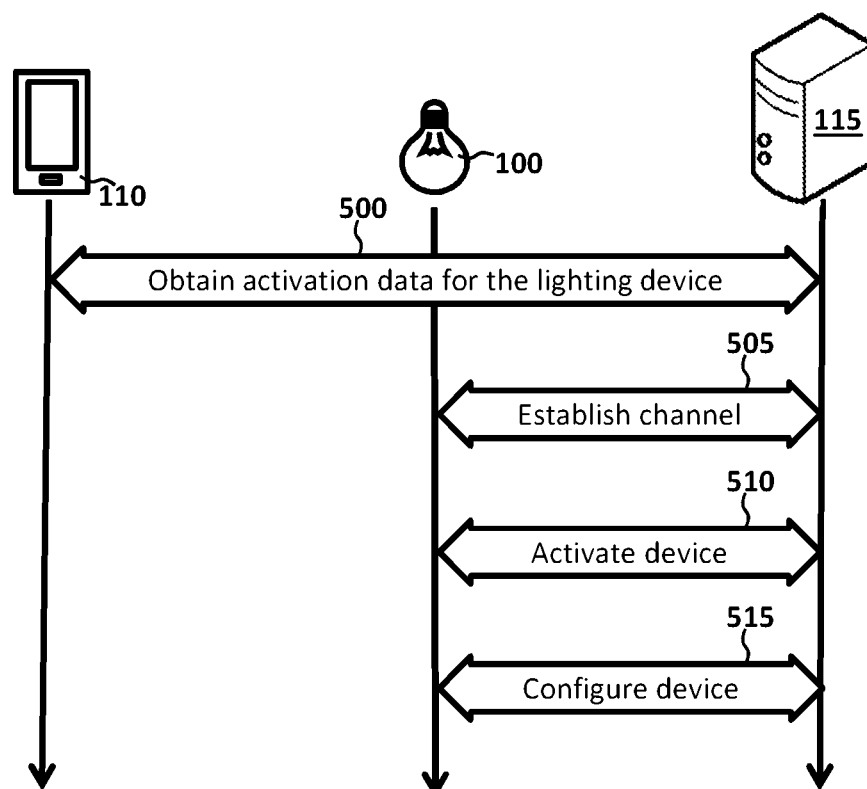 115
100
110
500
Obtain activation data for the lighting device
505
Establish channel
510
Activate device
515
Configure device